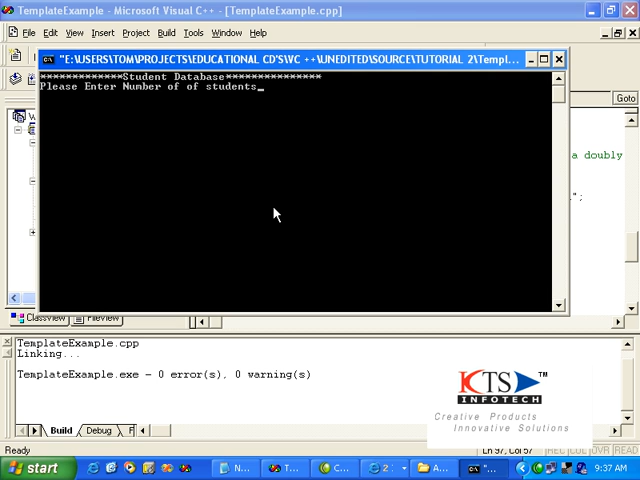 TemplateExample - Microsoft Visual C++ - [TemplateExample.cpp]
File Edit View Insert Project Build Tools Window Help
"E:\USERS\TOM\PROJECTS\EDUCATIONAL CD'S\VC ++\UNEDITED\SOURCE\TUTORIAL 2\Templ...
*************Student Database***************
Please Enter Number of of students_
Goto
a doubly
";
ClassView FileView
TemplateExample.cpp
Linking...
TemplateExample.exe - 0 error(s), 0 warning(s)
Build Debug F
KTS TM
INFOTECH
Creative Products
Innovative Solutions
Ready
Ln 97, Col 57 REC COL OVR READ
start
N...
T...
C...
2
A...
"...
9:37 AM